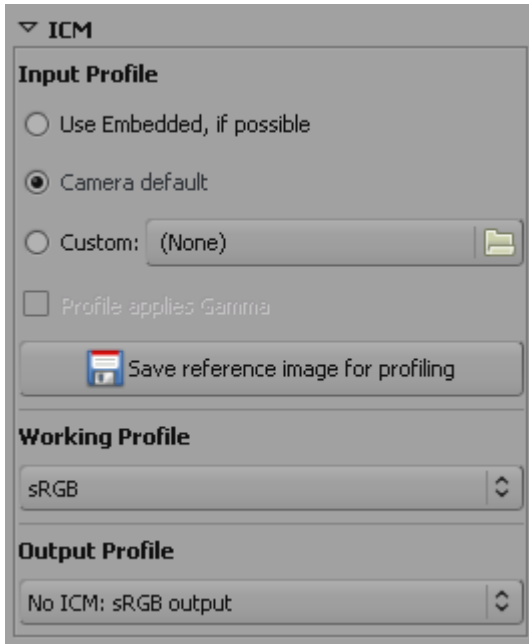 ICM
Input Profile
Use Embedded, if possible
Camera default
Custom: (None)
Profile applies Gamma
Save reference image for profiling
Working Profile
sRGB
Output Profile
No ICM: sRGB output